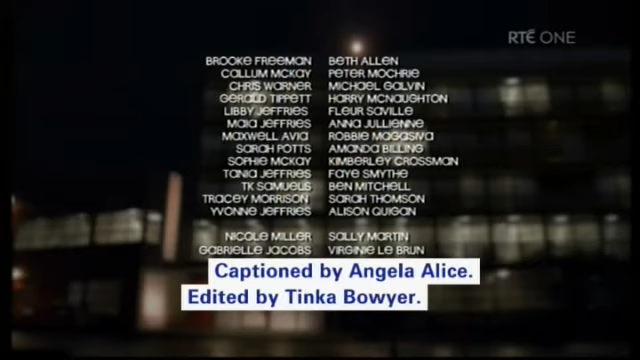 RTÉ ONE
BROOKE FREEMAN BETH ALLEN
CALLUM MCKAY PETER MOCHRIE
CHRIS WARNER MICHAEL GALVIN
GERALD TIPPETT HARRY MCNAUGHTON
LIBBY JEFFRIES FLEUR SAVILLE
MAIA JEFFRIES ANNA JULLIENNE
MAXWELL AVIA ROBBIE MAGASIVA
SARAH POTTS AMANDA BILLING
SOPHIE MCKAY KIMBERLEY CROSSMAN
TANIA JEFFRIES FAYE SMYTHE
TK SAMUELS BEN MITCHELL
TRACEY MORRISON SARAH THOMSON
YVONNE JEFFRIES ALISON QUIGAN
NICOLE MILLER SALLY MARTIN
GABRIELLE JACOBS VIRGINIE LE BRUN
Captioned by Angela Alice.
Edited by Tinka Bowyer.